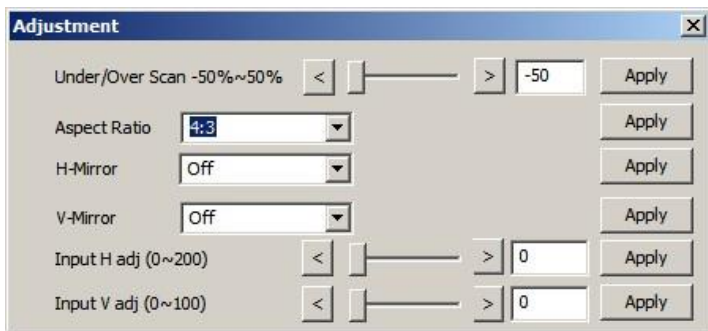 Adjustment
Under/Over Scan -50%~50% < > -50 Apply
Aspect Ratio 4:3 Apply
H-Mirror Off Apply
V-Mirror Off Apply
Input H adj (0~200) < > 0 Apply
Input V adj (0~100) < > 0 Apply